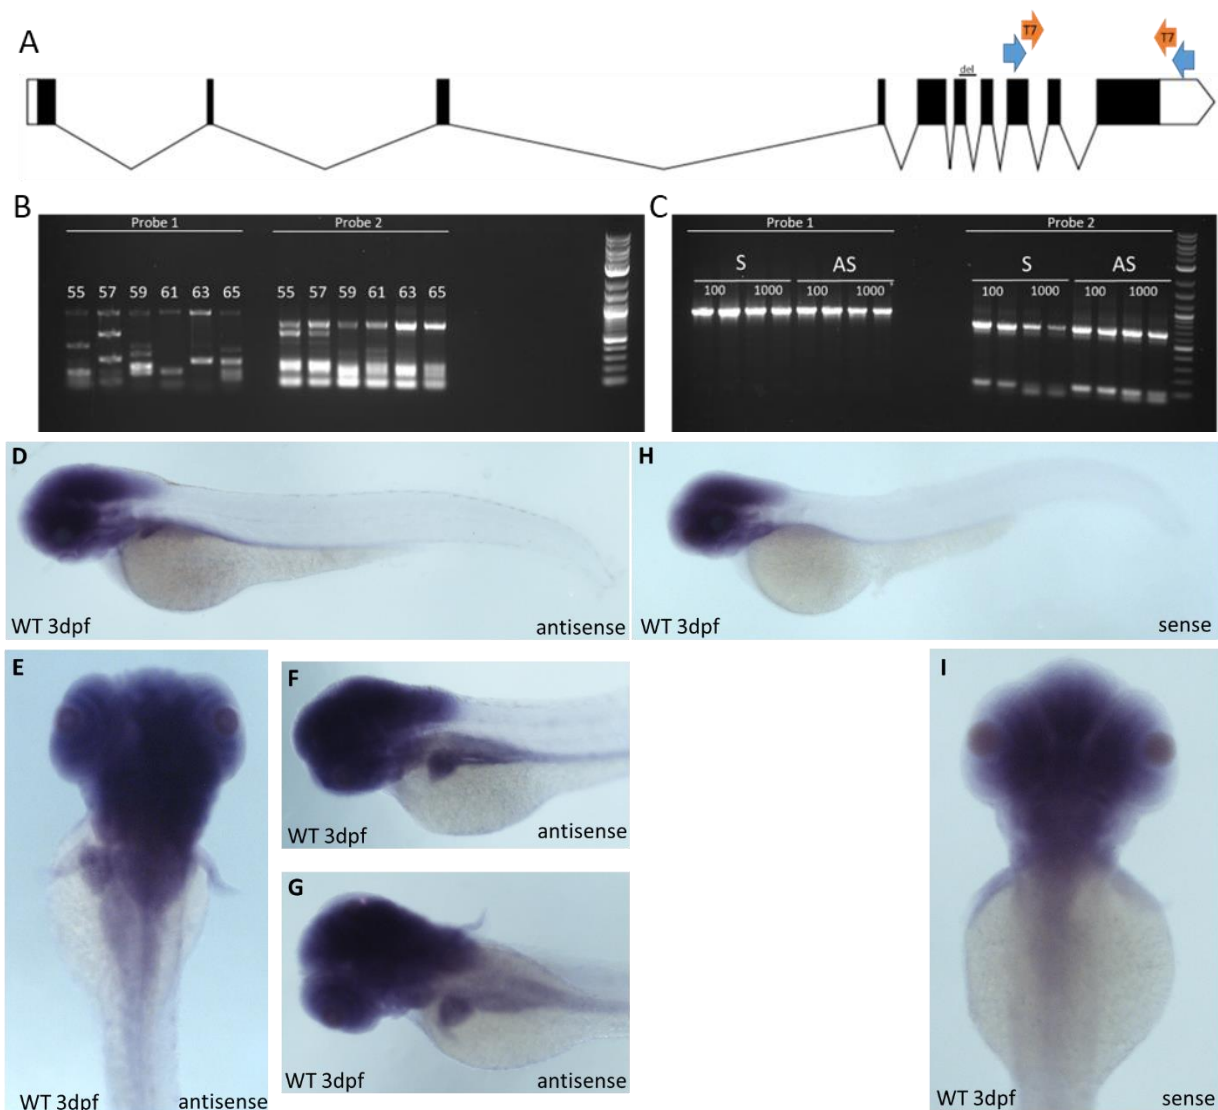 A
T7
T7
del
B
Probe 1
Probe 2
55 57 59 61 63 65
55 57 59 61 63 65
C
Probe 1
Probe 2
S
AS
S
AS
100 1000 100 1000
100 1000 100 1000
D
WT 3dpf
antisense
H
WT 3dpf
sense
E
WT 3dpf
antisense
F
WT 3dpf
antisense
G
WT 3dpf
antisense
I
WT 3dpf
sense